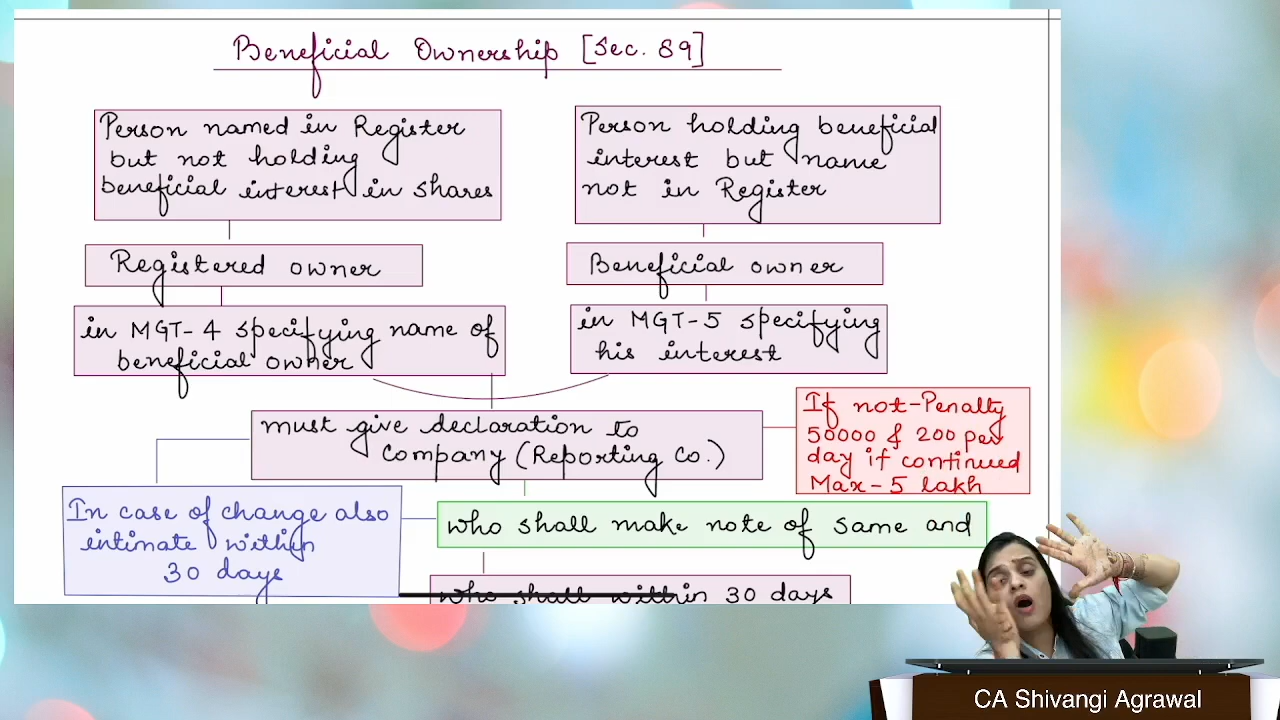 Beneficial Ownership [Sec. 89]
Person named in Register
but not holding
beneficial interest in shares
Person holding beneficial
interest but name
not in Register
Registered owner
Beneficial owner
in MGT-4 specifying name of
beneficial owner
in MGT-5 specifying
his interest
must give declaration to
Company (Reporting Co.)
If not-Penalty
50000 & 200 per
day if continued
Max-5 lakh
In case of change also
intimate within
30 days
who shall make note of same and
who shall within 30 days
CA Shivangi Agrawal